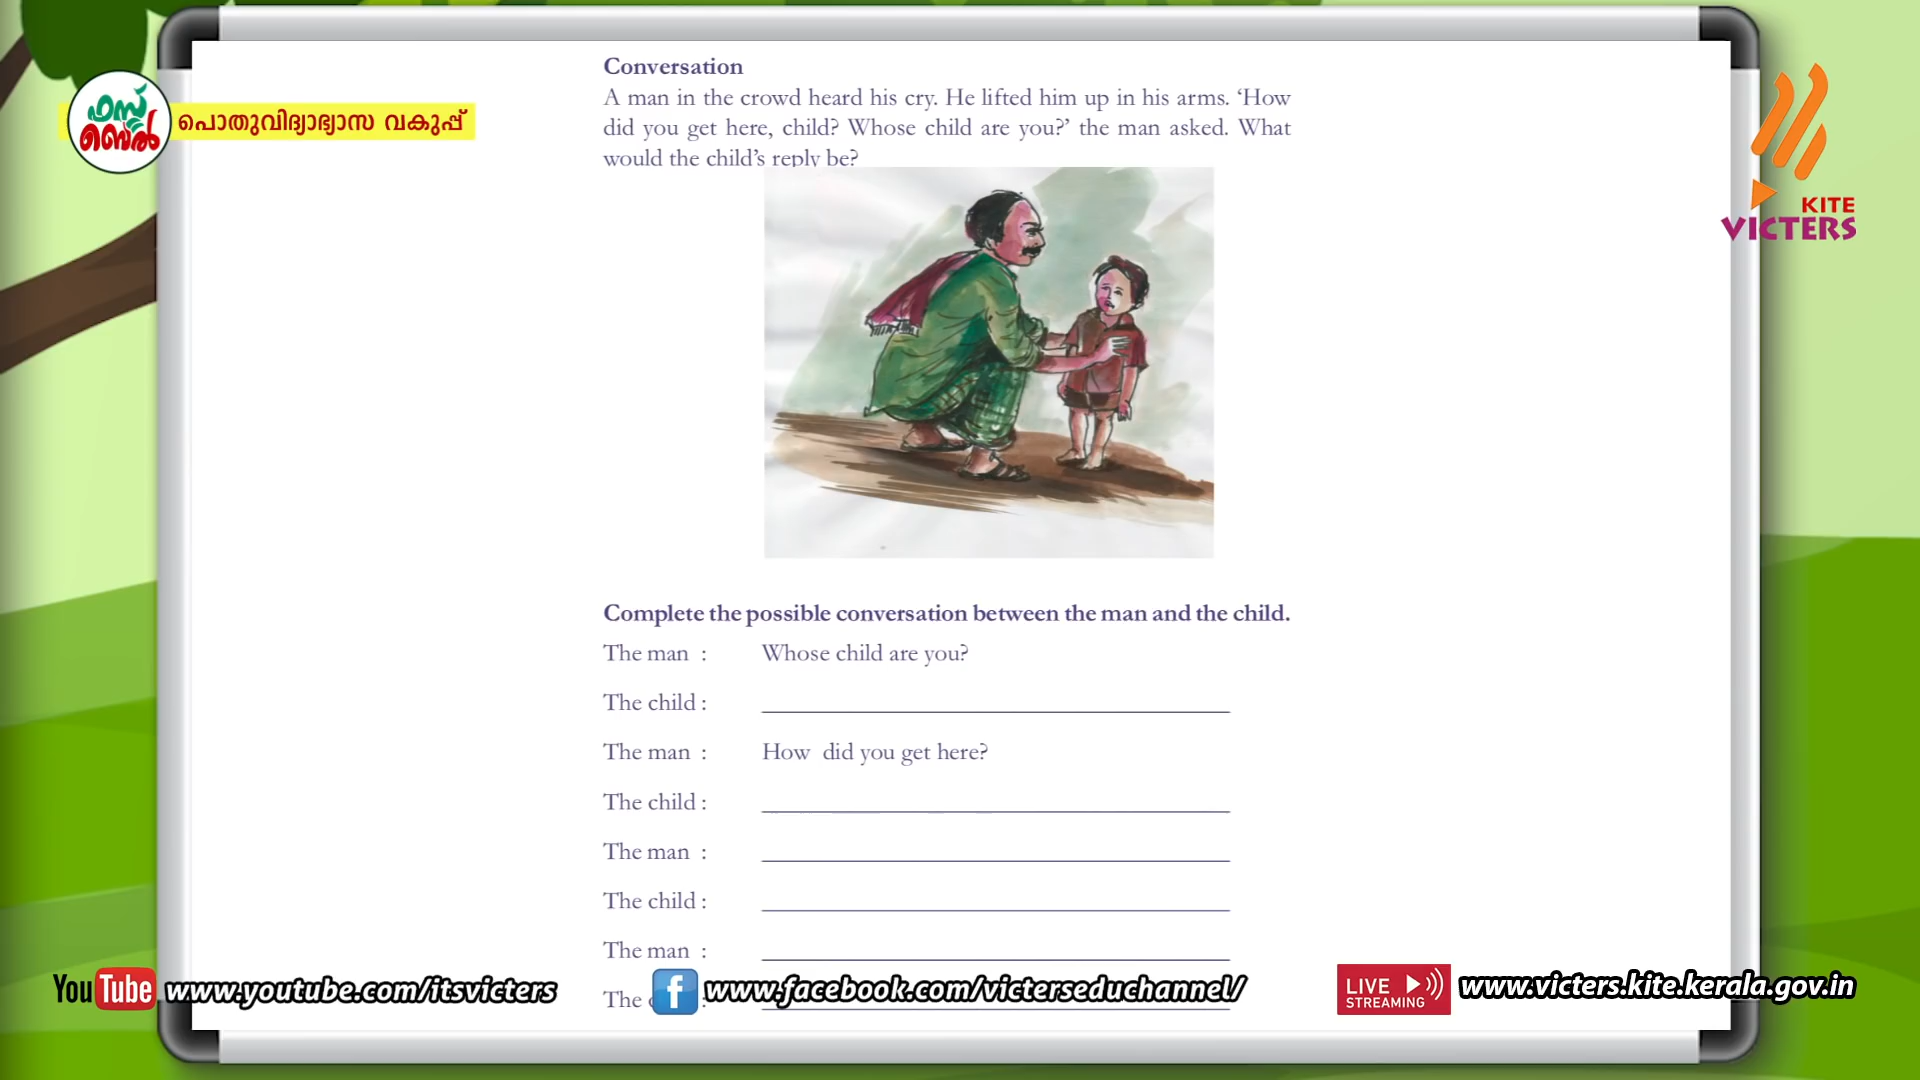 Conversation
A man in the crowd heard his cry. He lifted him up in his arms. ‘How
did you get here, child? Whose child are you?’ the man asked. What
would the child’s reply be?
ഫസ്റ്റ്
ബെൽ
പൊതുവിദ്യാഭ്യാസ വകുപ്പ്
KITE
VICTERS
Complete the possible conversation between the man and the child.
The man : Whose child are you?
The child :
The man : How did you get here?
The child :
The man :
The child :
The man :
The
YouTube www.youtube.com/itsvicters
f www.facebook.com/victerseduchannel/
LIVE
STREAMING
www.victers.kite.kerala.gov.in